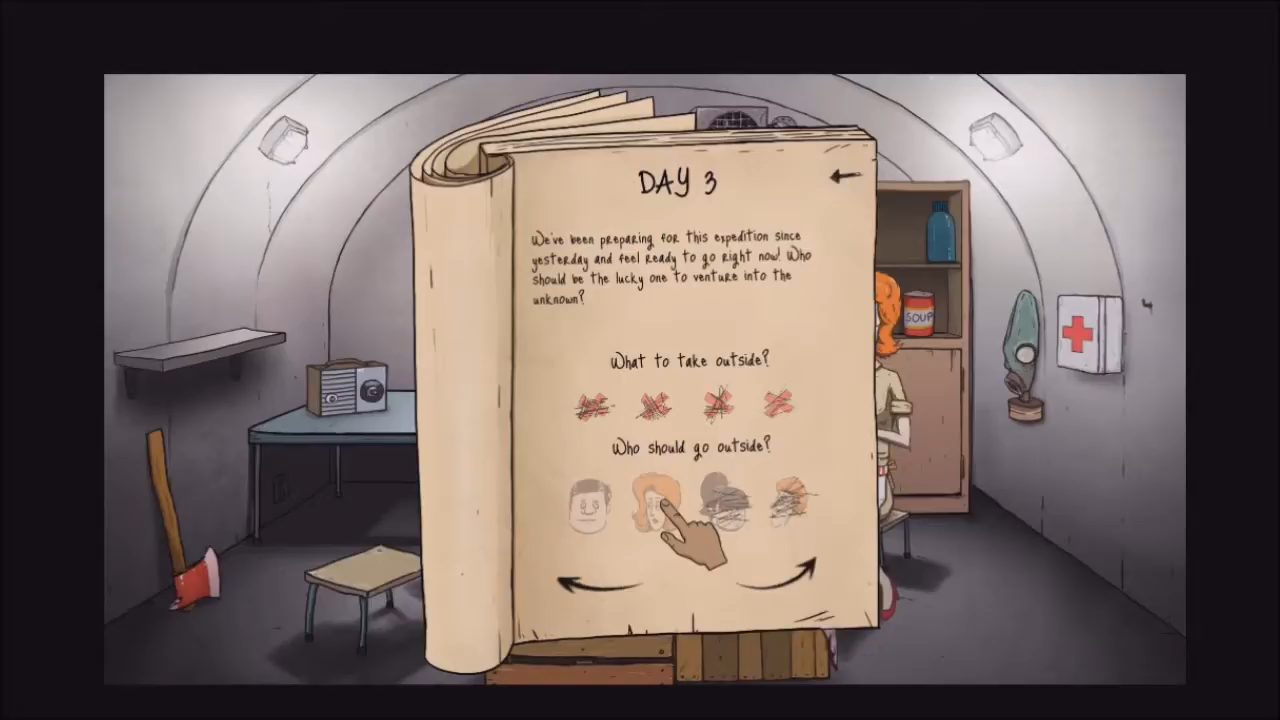 DAY 3
We've been preparing for this expedition since
yesterday and feel ready to go right now! Who
should be the lucky one to venture into the
unknown?
What to take outside?
Who should go outside?
SOUP